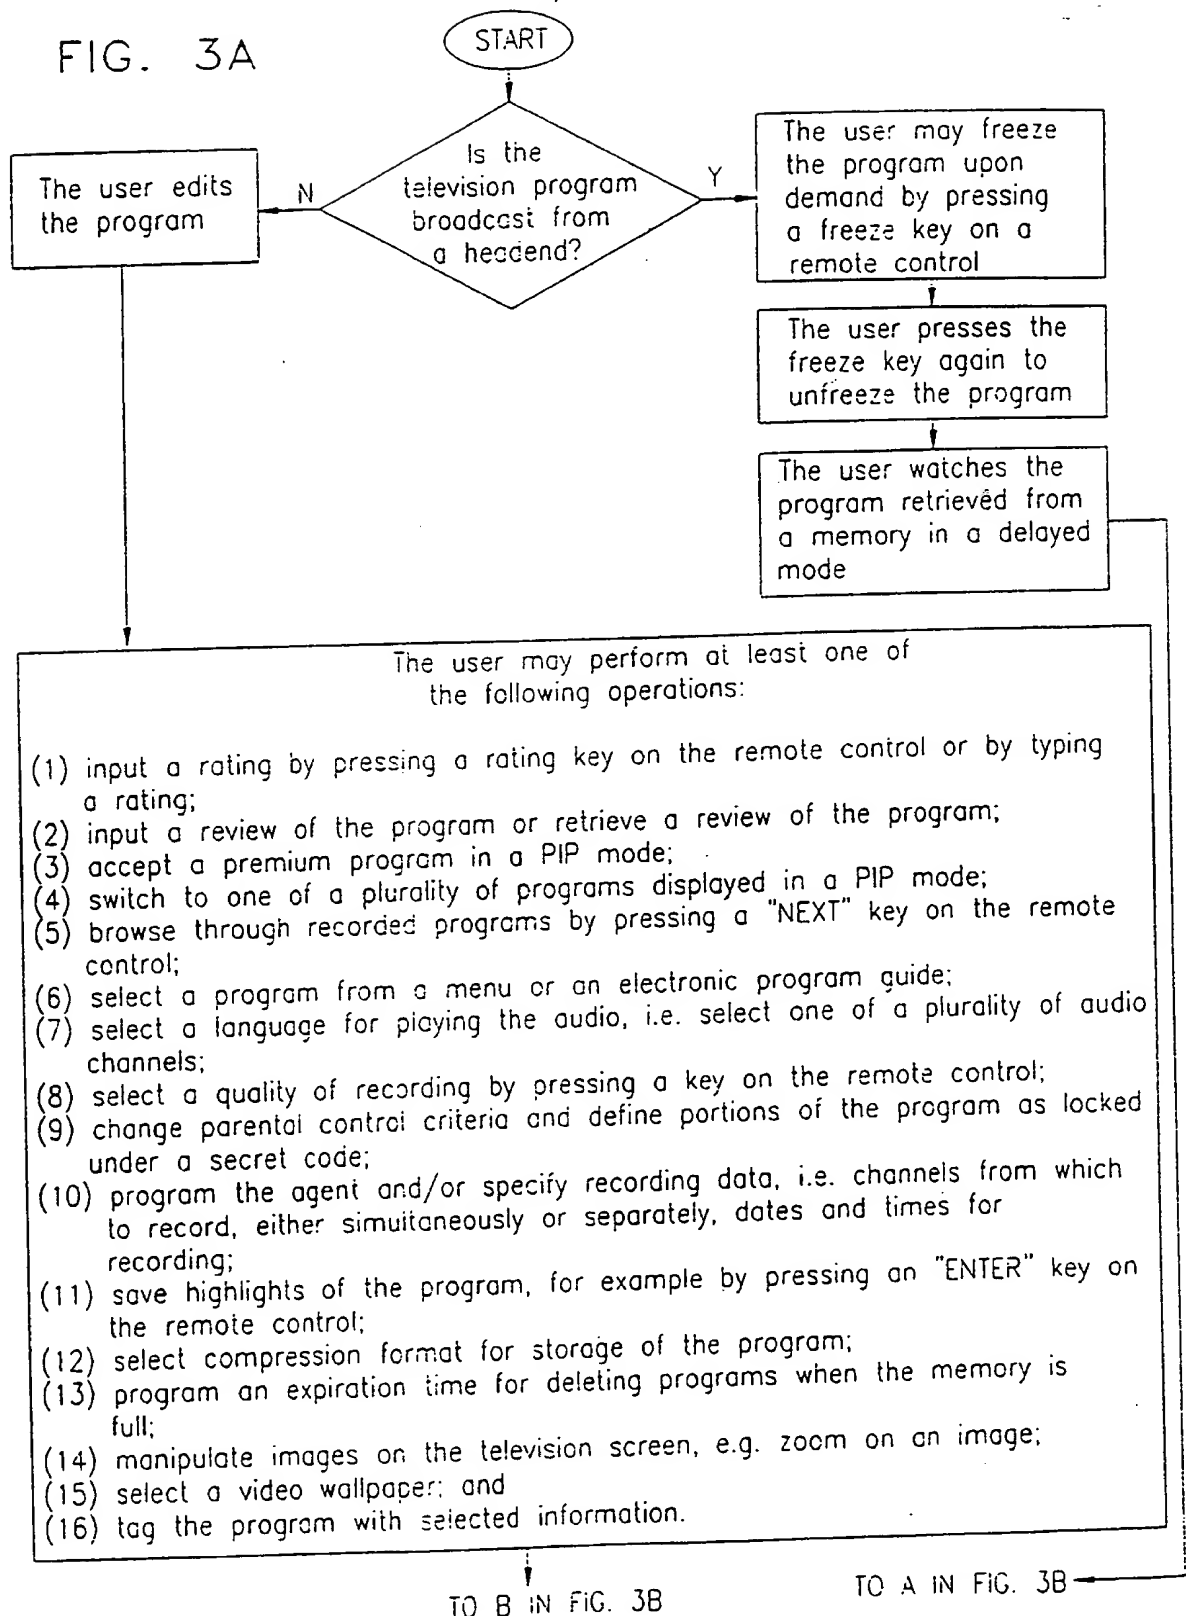 FIG. 3A
START
Is the
television program
broadcast from
a headend?
N
Y
The user edits
the program
The user may freeze
the program upon
demand by pressing
a freeze key on a
remote control
The user presses the
freeze key again to
unfreeze the program
The user watches the
program retrieved from
a memory in a delayed
mode
The user may perform at least one of
the following operations:
(1) input a rating by pressing a rating key on the remote control or by typing
a rating;
(2) input a review of the program or retrieve a review of the program;
(3) accept a premium program in a PIP mode;
(4) switch to one of a plurality of programs displayed in a PIP mode;
(5) browse through recorded programs by pressing a "NEXT" key on the remote
control;
(6) select a program from a menu or an electronic program guide;
(7) select a language for playing the audio, i.e. select one of a plurality of audio
channels;
(8) select a quality of recording by pressing a key on the remote control;
(9) change parental control criteria and define portions of the program as locked
under a secret code;
(10) program the agent and/or specify recording data, i.e. channels from which
to record, either simultaneously or separately, dates and times for
recording;
(11) save highlights of the program, for example by pressing an "ENTER" key on
the remote control;
(12) select compression format for storage of the program;
(13) program an expiration time for deleting programs when the memory is
full;
(14) manipulate images on the television screen, e.g. zoom on an image;
(15) select a video wallpaper; and
(16) tag the program with selected information.
TO B IN FIG. 3B
TO A IN FIG. 3B